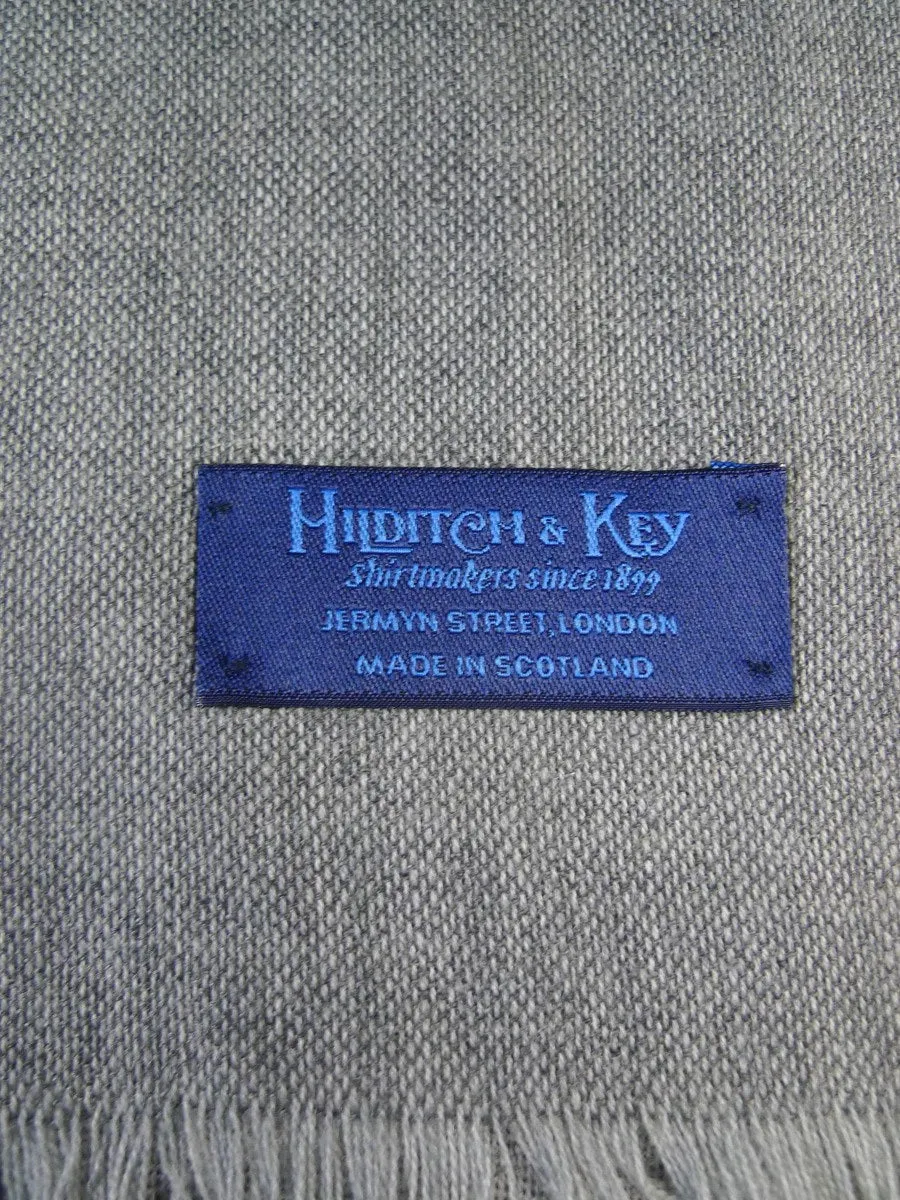 HILDITCH & KEY
Shirtmakers since 1899
JERMYN STREET, LONDON
MADE IN SCOTLAND